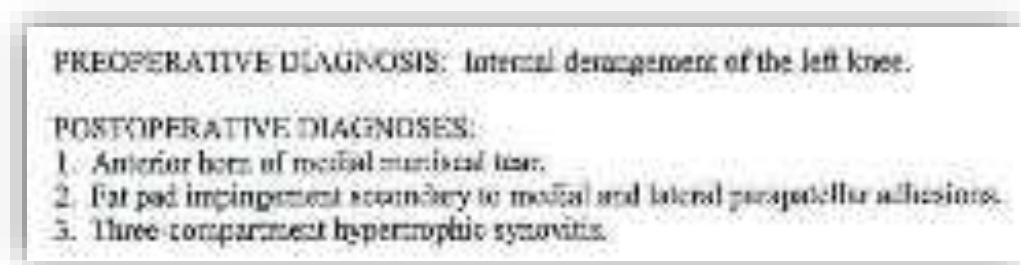 PREOPERATIVE DIAGNOSIS: Internal derangement of the left knee.
POSTOPERATIVE DIAGNOSES:
1. Anterior horn of medial meniscal tear.
2. Fat pad impingement secondary to medial and lateral parapatellar adhesions.
3. Three-compartment hypertrophic synovitis.